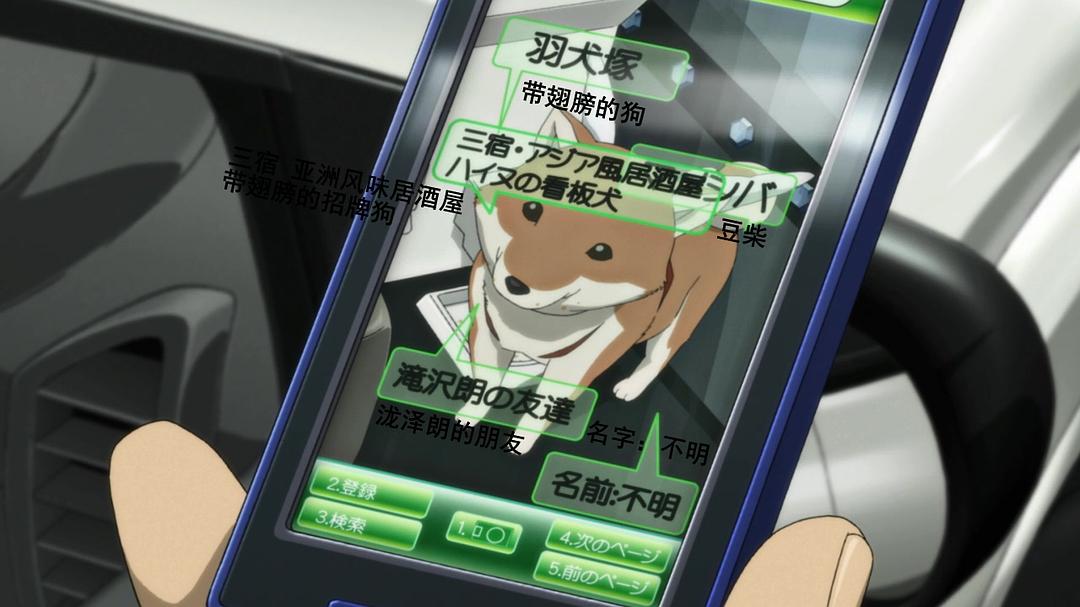 羽犬塚
带翅膀的狗
三宿・アジア風居酒屋
ハイヌの看板犬
三宿 亚洲风味居酒屋
带翅膀的招牌狗
豆柴
滝沢朗の友達
泷泽朗的朋友
名字：不明
名前:不明
2.登録
3.検索
4.次のページ
5.前のページ